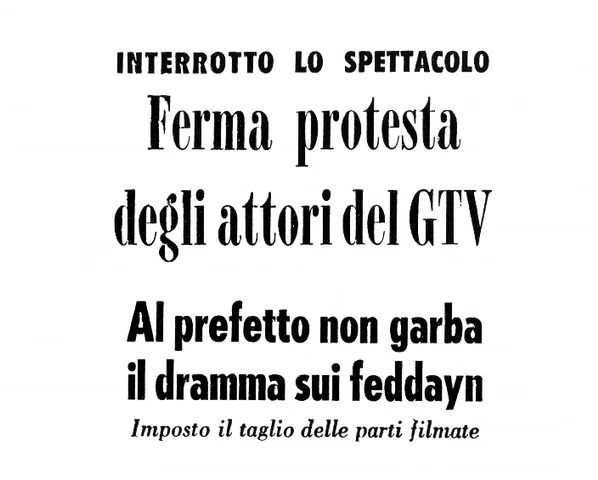 INTERROTTO LO SPETTACOLO
Ferma protesta
degli attori del GTV
Al prefetto non garba
il dramma sui feddayn
Imposto il taglio delle parti filmate